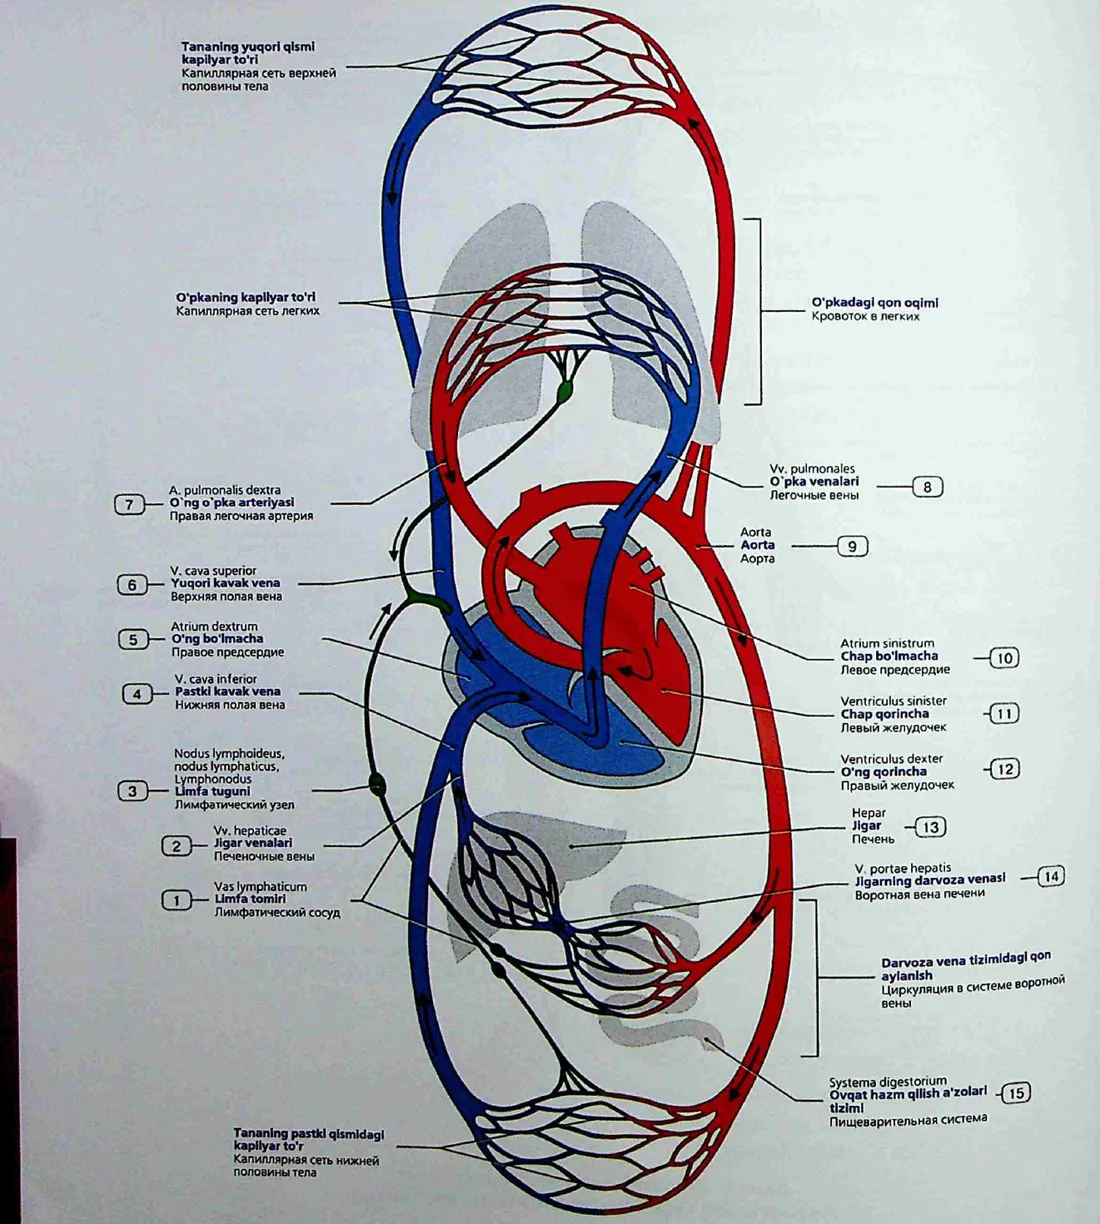 Tananing yuqori qismi
kapilyar to'ri
Капиллярная сеть верхней
половины тела
O'pkaning kapilyar to'ri
Капиллярная сеть легких
O'pkadagi qon oqimi
Кровоток в легких
7
A. pulmonalis dextra
O`ng o`pka arteriyasi
Правая легочная артерия
6
V. cava superior
Yuqori kavak vena
Верхняя полая вена
5
Atrium dextrum
O'ng bo'lmacha
Правое предсердие
4
V. cava inferior
Pastki kavak vena
Нижняя полая вена
3
Nodus lymphoideus,
nodus lymphaticus,
Lymphonodus
Limfa tuguni
Лимфатический узел
2
Vv. hepaticae
Jigar venalari
Печеночные вены
1
Vas lymphaticum
Limfa tomiri
Лимфатический сосуд
Vv. pulmonales
O`pka venalari
Легочные вены
8
Aorta
Aorta
Аорта
9
Atrium sinistrum
Chap bo'lmacha
Левое предсердие
10
Ventriculus sinister
Chap qorincha
Левый желудочек
11
Ventriculus dexter
O'ng qorincha
Правый желудочек
12
Hepar
Jigar
Печень
13
V. portae hepatis
Jigarning darvoza venasi
Воротная вена печени
14
Darvoza vena tizimidagi qon
aylanish
Циркуляция в системе воротной
вены
Systema digestorium
Ovqat hazm qilish a'zolari
tizimi
Пищеварительная система
15
Tananing pastki qismidagi
kapilyar to'r
Капиллярная сеть нижней
половины тела